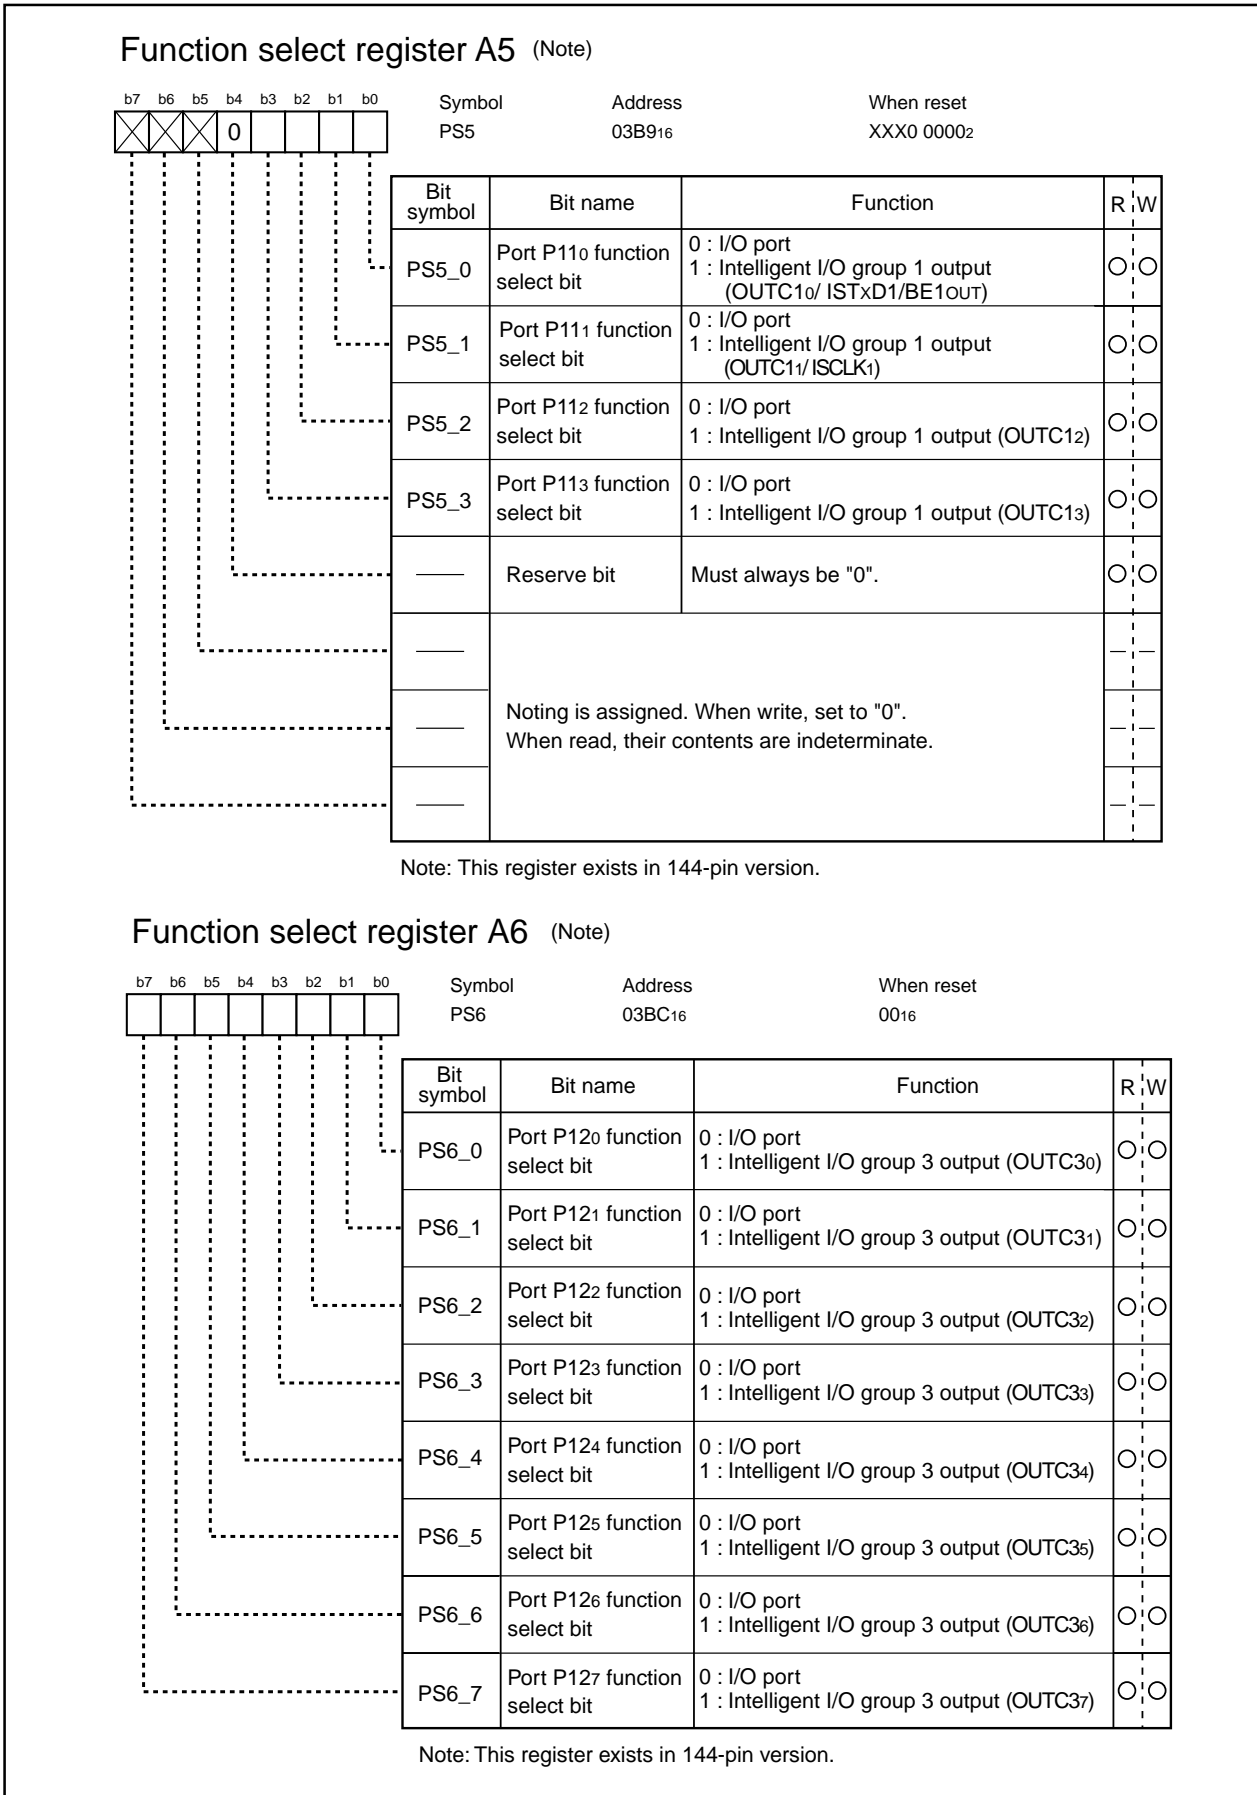 Function select register A5 (Note)
b7 b6 b5 b4 b3 b2 b1 b0
Symbol Address When reset
0
PS5 03B916 XXX0 00002
Bit symbol Bit name Function R W
PS5_0 Port P110 function select bit 0 : I/O port
1 : Intelligent I/O group 1 output
(OUTC10/ ISTXD1/BE1OUT)
PS5_1 Port P111 function select bit 0 : I/O port
1 : Intelligent I/O group 1 output
(OUTC11/ ISCLK1)
PS5_2 Port P112 function select bit 0 : I/O port
1 : Intelligent I/O group 1 output (OUTC12)
PS5_3 Port P113 function select bit 0 : I/O port
1 : Intelligent I/O group 1 output (OUTC13)
Reserve bit Must always be "0".
Noting is assigned. When write, set to "0".
When read, their contents are indeterminate.
Note: This register exists in 144-pin version.
Function select register A6 (Note)
b7 b6 b5 b4 b3 b2 b1 b0
Symbol Address When reset
PS6 03BC16 0016
Bit symbol Bit name Function R W
PS6_0 Port P120 function select bit 0 : I/O port
1 : Intelligent I/O group 3 output (OUTC30)
PS6_1 Port P121 function select bit 0 : I/O port
1 : Intelligent I/O group 3 output (OUTC31)
PS6_2 Port P122 function select bit 0 : I/O port
1 : Intelligent I/O group 3 output (OUTC32)
PS6_3 Port P123 function select bit 0 : I/O port
1 : Intelligent I/O group 3 output (OUTC33)
PS6_4 Port P124 function select bit 0 : I/O port
1 : Intelligent I/O group 3 output (OUTC34)
PS6_5 Port P125 function select bit 0 : I/O port
1 : Intelligent I/O group 3 output (OUTC35)
PS6_6 Port P126 function select bit 0 : I/O port
1 : Intelligent I/O group 3 output (OUTC36)
PS6_7 Port P127 function select bit 0 : I/O port
1 : Intelligent I/O group 3 output (OUTC37)
Note: This register exists in 144-pin version.